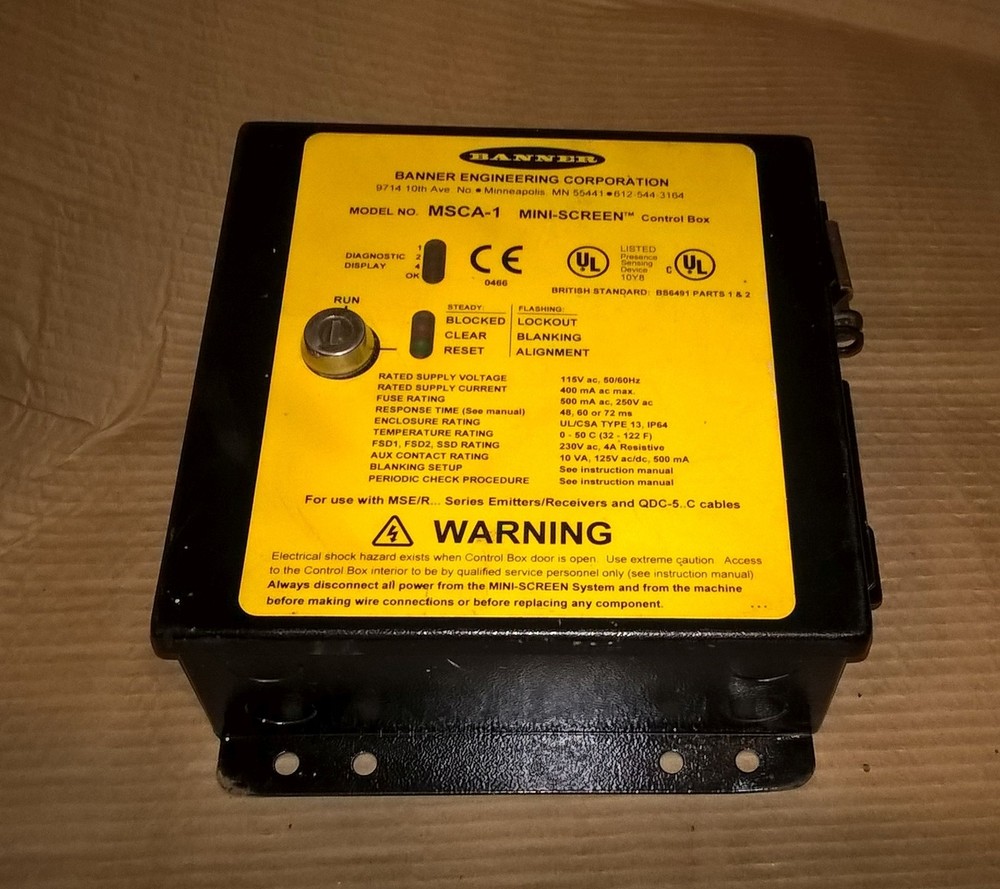 BANNER
BANNER ENGINEERING CORPORATION
9714 10th Ave. No • Minneapolis, MN 55441 • 612-544-3164
MODEL NO. MSCA-1 MINI-SCREEN™ Control Box
DIAGNOSTIC DISPLAY
1
2
4
OK
CE
0466
UL
LISTED
Presence
Sensing
Device
10Y8
C UL
BRITISH STANDARD: BS6491 PARTS 1 & 2
RUN
STEADY: FLASHING:
BLOCKED LOCKOUT
CLEAR BLANKING
RESET ALIGNMENT
RATED SUPPLY VOLTAGE 115V ac, 50/60Hz
RATED SUPPLY CURRENT 400 mA ac max.
FUSE RATING 500 mA ac, 250V ac
RESPONSE TIME (See manual) 48, 60 or 72 ms
ENCLOSURE RATING UL/CSA TYPE 13, IP64
TEMPERATURE RATING 0 - 50 C (32 - 122 F)
FSD1, FSD2, SSD RATING 230V ac, 4A Resistive
AUX CONTACT RATING 10 VA, 125V ac/dc, 500 mA
BLANKING SETUP See instruction manual
PERIODIC CHECK PROCEDURE See instruction manual
For use with MSE/R... Series Emitters/Receivers and QDC-5..C cables
WARNING
Electrical shock hazard exists when Control Box door is open. Use extreme caution. Access
to the Control Box interior to be by qualified service personnel only (see instruction manual)
Always disconnect all power from the MINI-SCREEN System and from the machine
before making wire connections or before replacing any component.